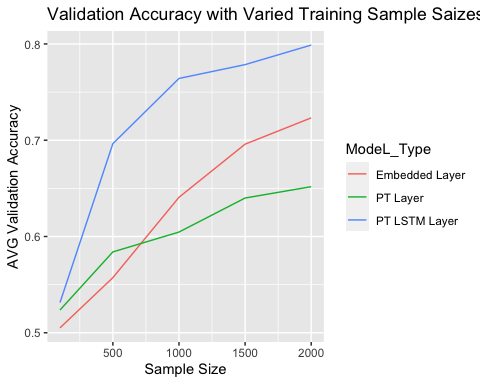 Validation Accuracy with Varied Training Sample Saizes
AVG Validation Accuracy
0.8
0.7
0.6
0.5
500
1000
1500
2000
Sample Size
ModeL_Type
Embedded Layer
PT Layer
PT LSTM Layer